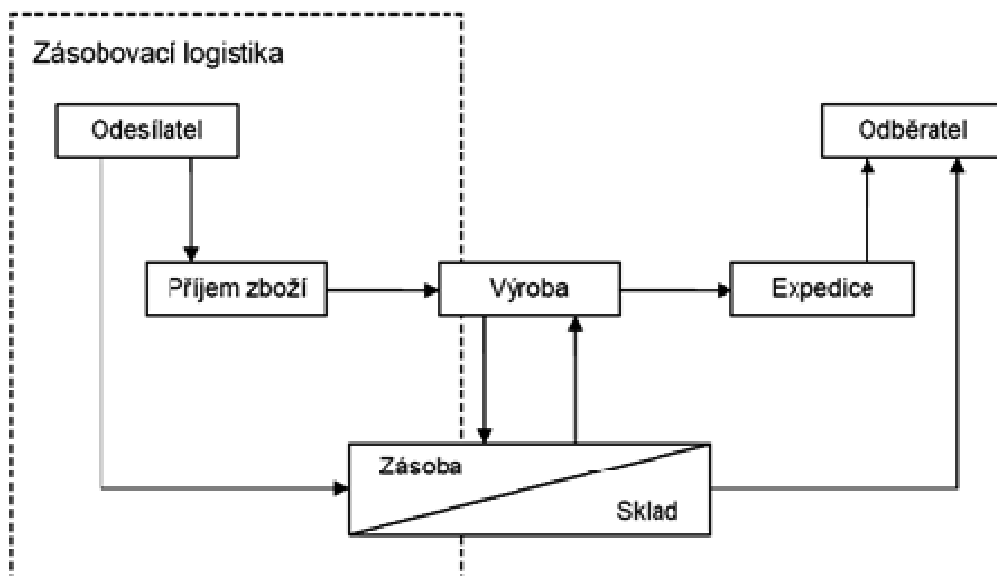 Zásobovací logistika
Odesílatel
Odběratel
Příjem zboží
Výroba
Expedice
Zásoba
Sklad